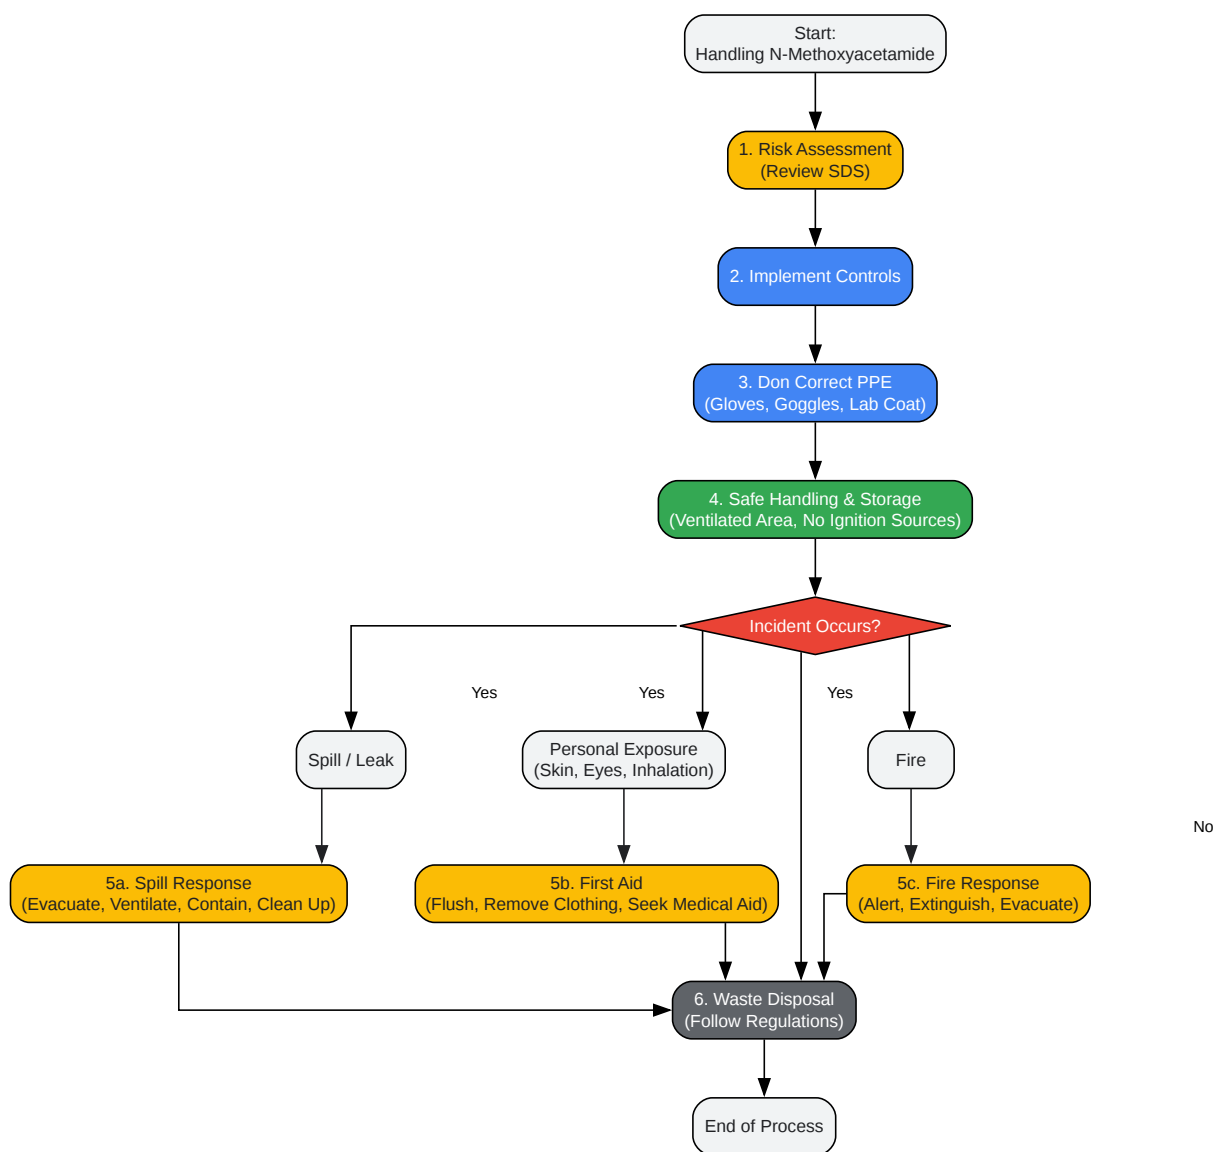 Start:
Handling N-Methoxyacetamide
1. Risk Assessment
(Review SDS)
2. Implement Controls
3. Don Correct PPE
(Gloves, Goggles, Lab Coat)
4. Safe Handling & Storage
(Ventilated Area, No Ignition Sources)
Incident Occurs?
Yes
Yes
Yes
Spill / Leak
Personal Exposure
(Skin, Eyes, Inhalation)
Fire
No
5a. Spill Response
(Evacuate, Ventilate, Contain, Clean Up)
5b. First Aid
(Flush, Remove Clothing, Seek Medical Aid)
5c. Fire Response
(Alert, Extinguish, Evacuate)
6. Waste Disposal
(Follow Regulations)
End of Process